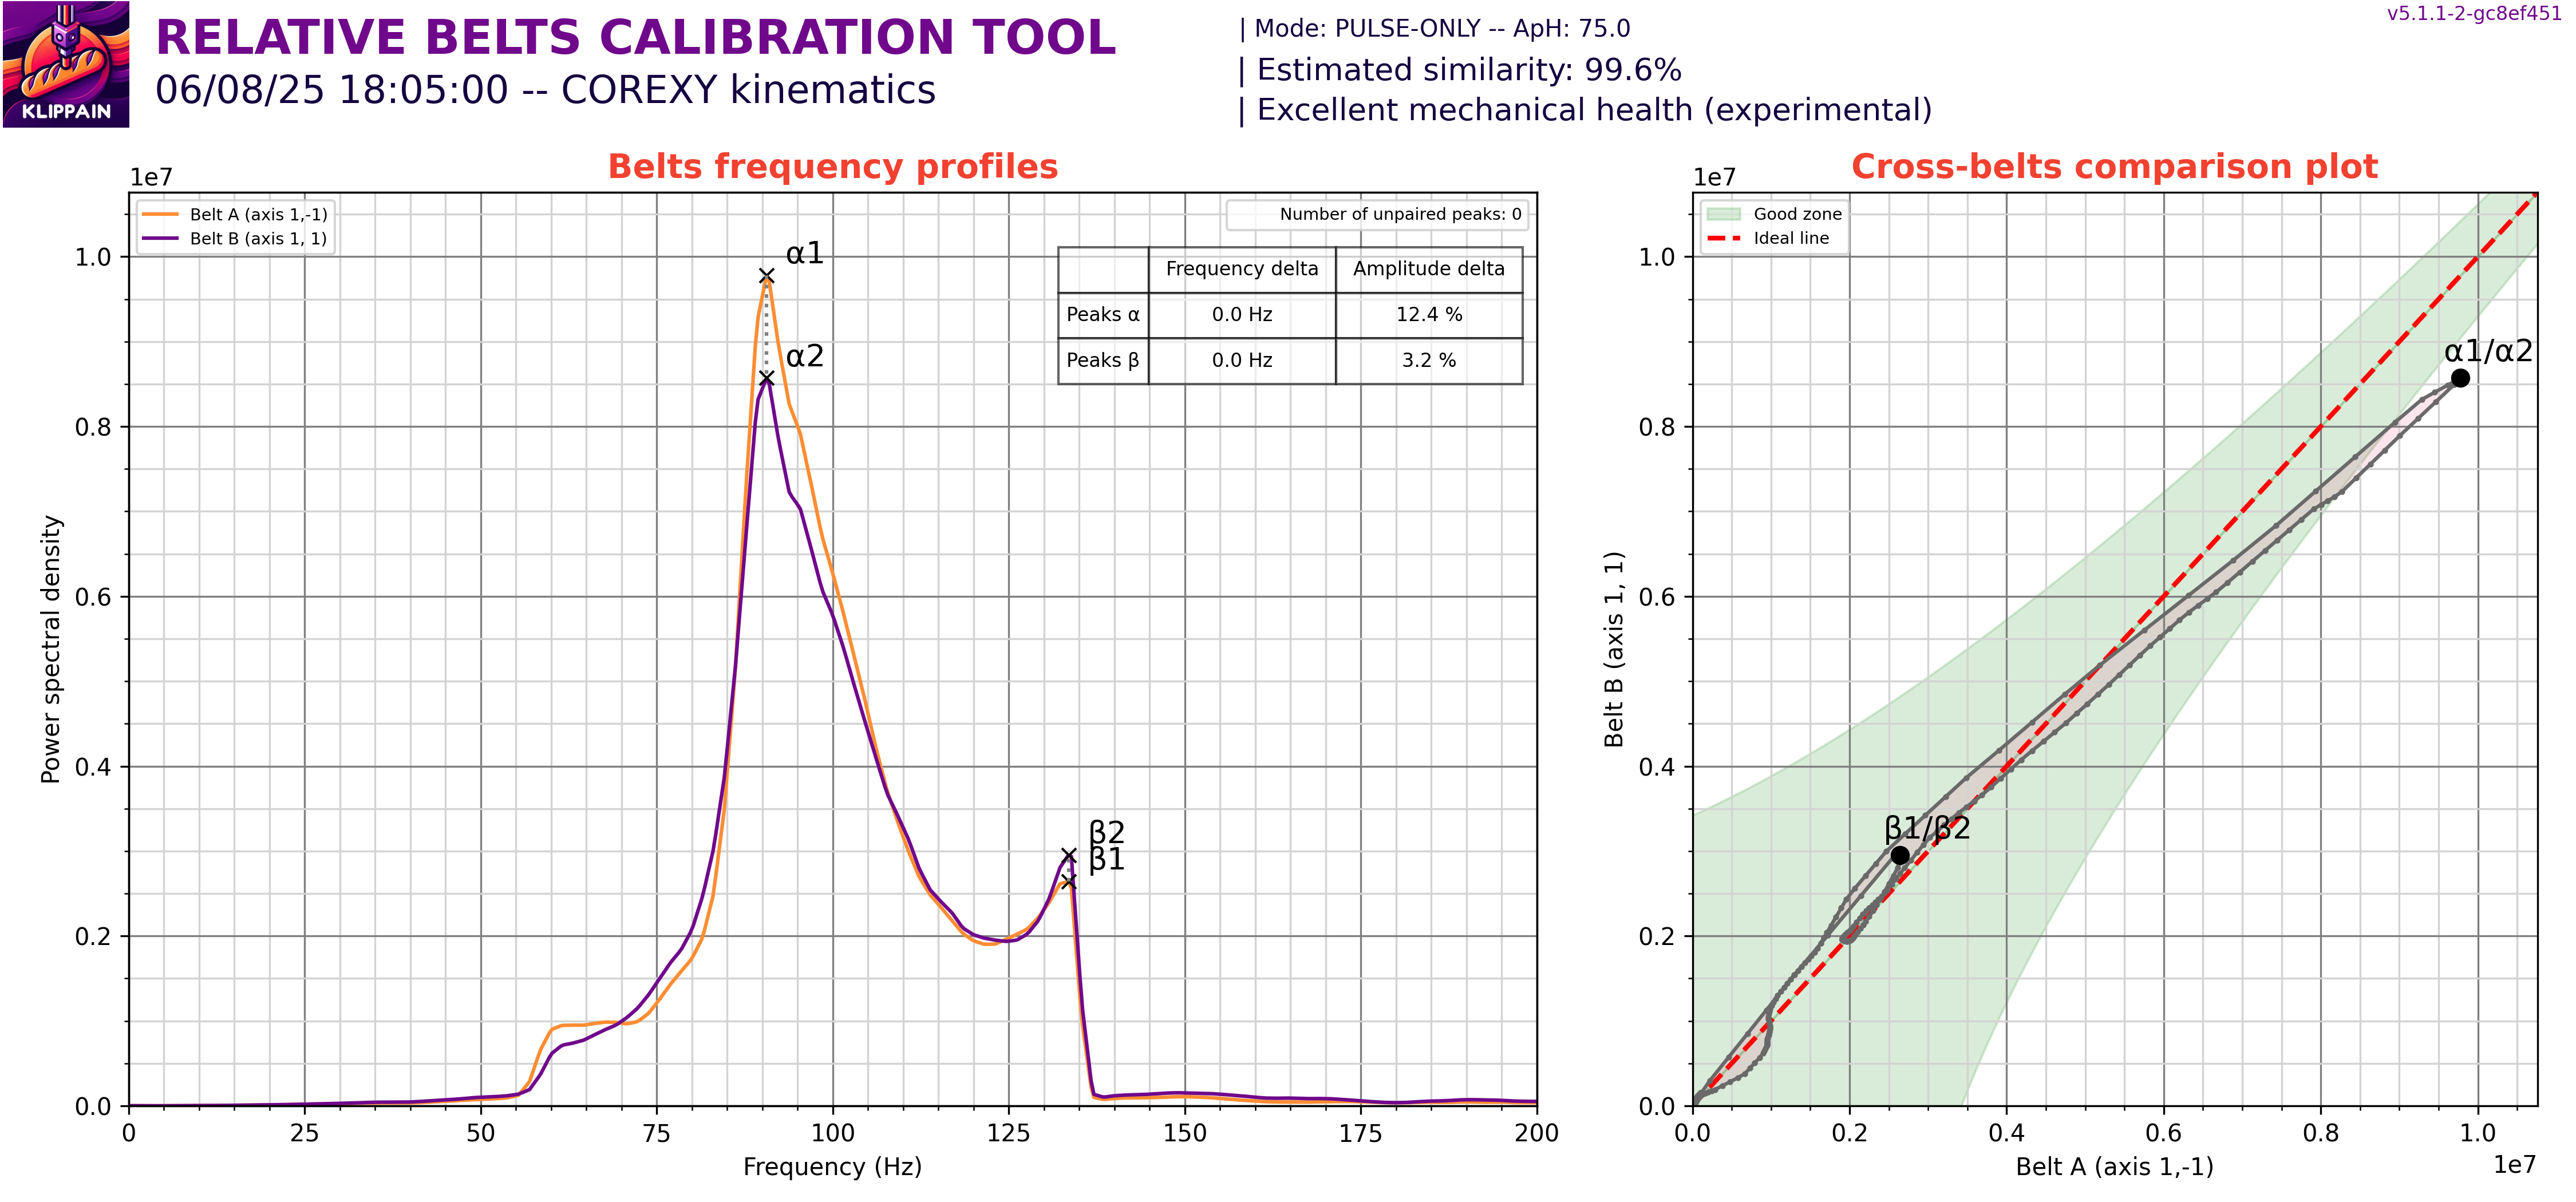 KLIPPAIN
RELATIVE BELTS CALIBRATION TOOL
06/08/25 18:05:00 -- COREXY kinematics
| Mode: PULSE-ONLY -- ApH: 75.0
| Estimated similarity: 99.6%
| Excellent mechanical health (experimental)
v5.1.1-2-gc8ef451
Belts frequency profiles
1e7
Belt A (axis 1,-1)
Belt B (axis 1, 1)
Number of unpaired peaks: 0
Frequency delta Amplitude delta
Peaks α 0.0 Hz 12.4 %
Peaks β 0.0 Hz 3.2 %
α1
α2
β2
β1
Power spectral density
1.0
0.8
0.6
0.4
0.2
0.0
0 25 50 75 100 125 150 175 200
Frequency (Hz)
Cross-belts comparison plot
1e7
Good zone
Ideal line
α1/α2
β1/β2
Belt B (axis 1, 1)
1.0
0.8
0.6
0.4
0.2
0.0
0.0 0.2 0.4 0.6 0.8 1.0
Belt A (axis 1,-1)
1e7